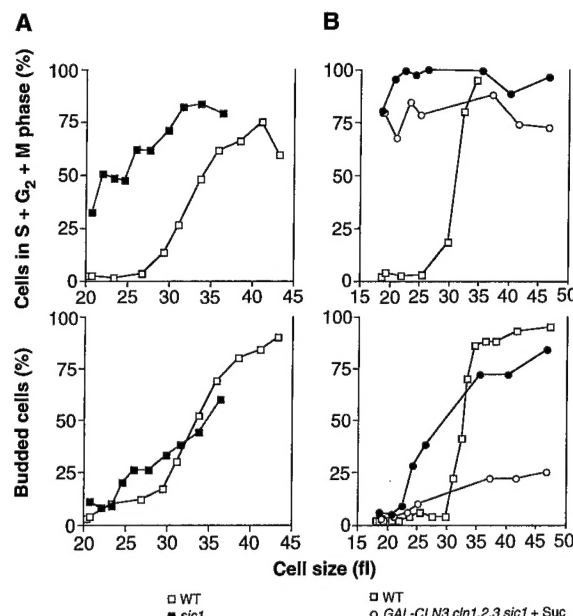 A
B
Cells in S + G2 + M phase (%)
100
75
50
25
0
20 25 30 35 40 45
100
75
50
25
0
15 20 25 30 35 40 45 50
Budded cells (%)
100
75
50
25
0
20 25 30 35 40 45
100
75
50
25
0
15 20 25 30 35 40 45 50
Cell size (fl)
WT
sic1
WT
GAL-CLN3 cln1,2,3 sic1 + Suc